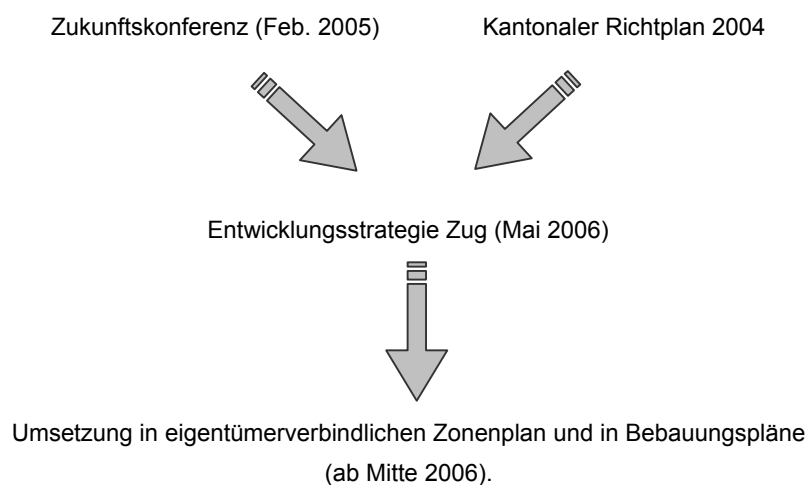 Zukunftskonferenz (Feb. 2005)
Kantonaler Richtplan 2004
Entwicklungsstrategie Zug (Mai 2006)
Umsetzung in eigentümerverbindlichen Zonenplan und in Bebauungspläne
(ab Mitte 2006).